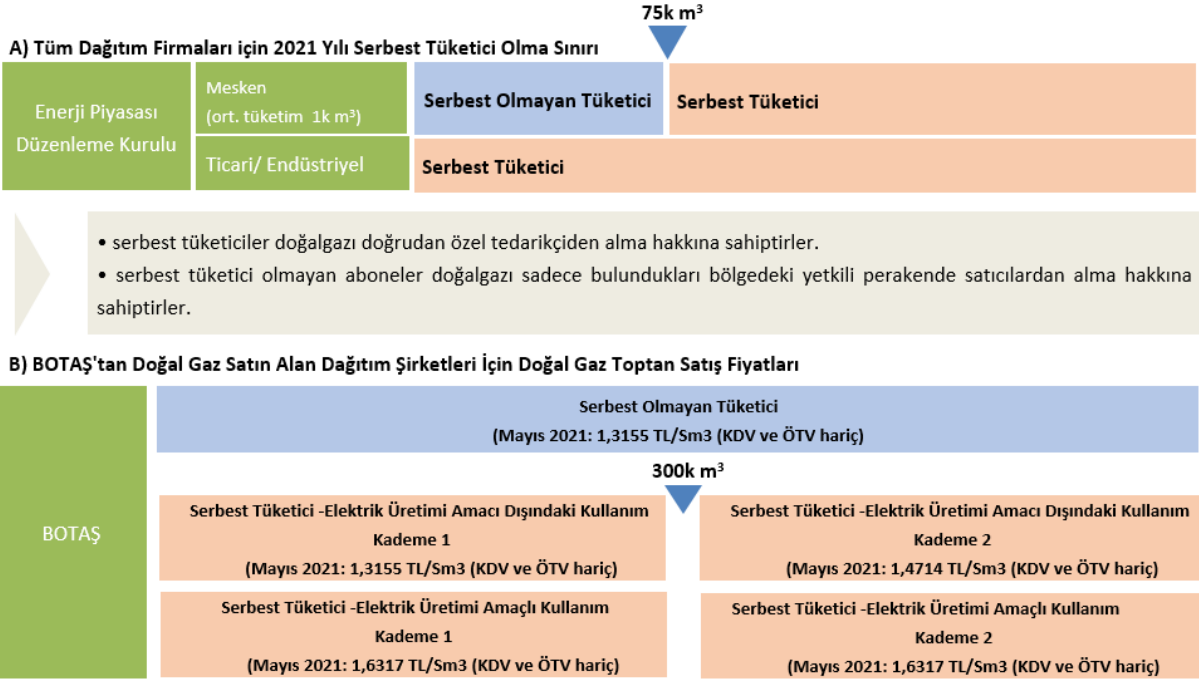 75k m³
A) Tüm Dağıtım Firmaları için 2021 Yılı Serbest Tüketici Olma Sınırı
Enerji Piyasası
Düzenleme Kurulu
Mesken
(ort. tüketim 1k m³)
Serbest Olmayan Tüketici
Serbest Tüketici
Ticari/ Endüstriyel
Serbest Tüketici
• serbest tüketiciler doğalgazı doğrudan özel tedarikçiden alma hakkına sahiptirler.
• serbest tüketici olmayan aboneler doğalgazı sadece bulundukları bölgedeki yetkili perakende satıcılardan alma hakkına
sahiptirler.
B) BOTAŞ'tan Doğal Gaz Satın Alan Dağıtım Şirketleri İçin Doğal Gaz Toptan Satış Fiyatları
BOTAŞ
Serbest Olmayan Tüketici
(Mayıs 2021: 1,3155 TL/Sm3 (KDV ve ÖTV hariç)
300k m³
Serbest Tüketici -Elektrik Üretimi Amacı Dışındaki Kullanım
Kademe 1
(Mayıs 2021: 1,3155 TL/Sm3 (KDV ve ÖTV hariç)
Serbest Tüketici -Elektrik Üretimi Amacı Dışındaki Kullanım
Kademe 2
(Mayıs 2021: 1,4714 TL/Sm3 (KDV ve ÖTV hariç)
Serbest Tüketici -Elektrik Üretimi Amaçlı Kullanım
Kademe 1
(Mayıs 2021: 1,6317 TL/Sm3 (KDV ve ÖTV hariç)
Serbest Tüketici -Elektrik Üretimi Amaçlı Kullanım
Kademe 2
(Mayıs 2021: 1,6317 TL/Sm3 (KDV ve ÖTV hariç)